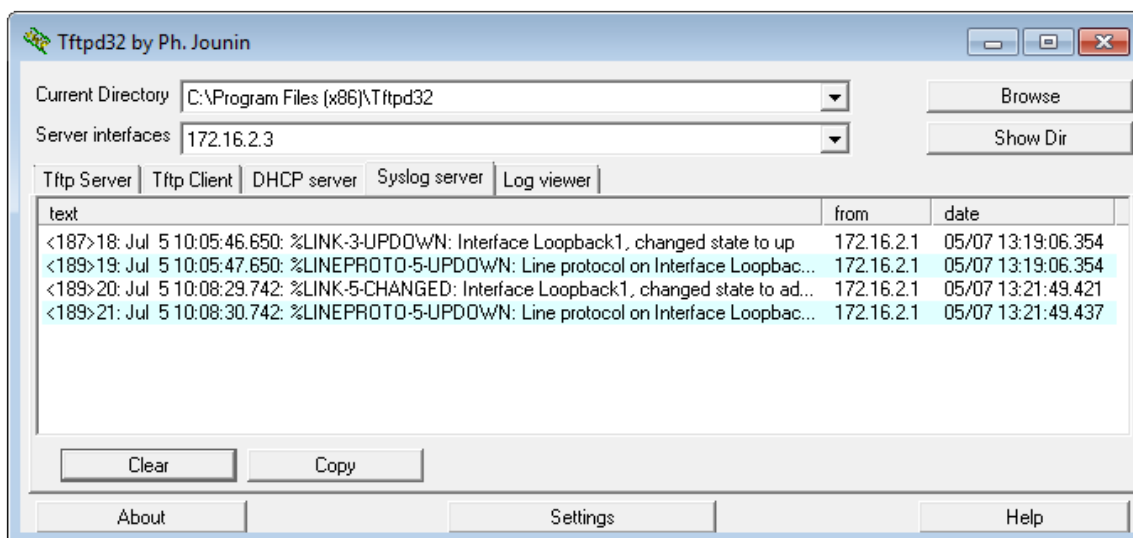 Tftpd32 by Ph. Jounin
Current Directory C:\Program Files (x86)\Tftpd32 Browse
Server interfaces 172.16.2.3 Show Dir
Tftp Server Tftp Client DHCP server Syslog server Log viewer
text from date
<187>18: Jul 5 10:05:46.650: %LINK-3-UPDOWN: Interface Loopback1, changed state to up 172.16.2.1 05/07 13:19:06.354
<189>19: Jul 5 10:05:47.650: %LINEPROTO-5-UPDOWN: Line protocol on Interface Loopbac... 172.16.2.1 05/07 13:19:06.354
<189>20: Jul 5 10:08:29.742: %LINK-5-CHANGED: Interface Loopback1, changed state to ad... 172.16.2.1 05/07 13:21:49.421
<189>21: Jul 5 10:08:30.742: %LINEPROTO-5-UPDOWN: Line protocol on Interface Loopbac... 172.16.2.1 05/07 13:21:49.437
Clear Copy
About Settings Help